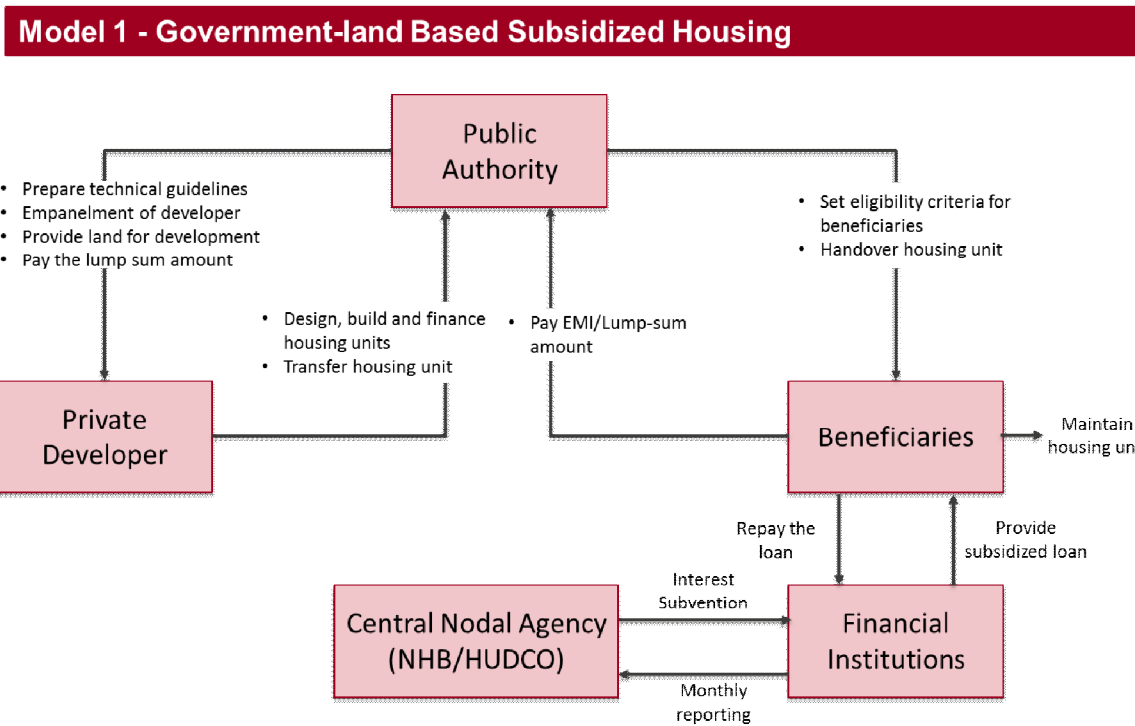 Model 1 - Government-land Based Subsidized Housing
Public
Authority
• Prepare technical guidelines
• Empanelment of developer
• Provide land for development
• Pay the lump sum amount
• Set eligibility criteria for
beneficiaries
• Handover housing unit
• Design, build and finance
housing units
• Transfer housing unit
• Pay EMI/Lump-sum
amount
Private
Developer
Beneficiaries
Maintain
housing un
Repay the
loan
Provide
subsidized loan
Interest
Subvention
Central Nodal Agency
(NHB/HUDCO)
Financial
Institutions
Monthly
reporting